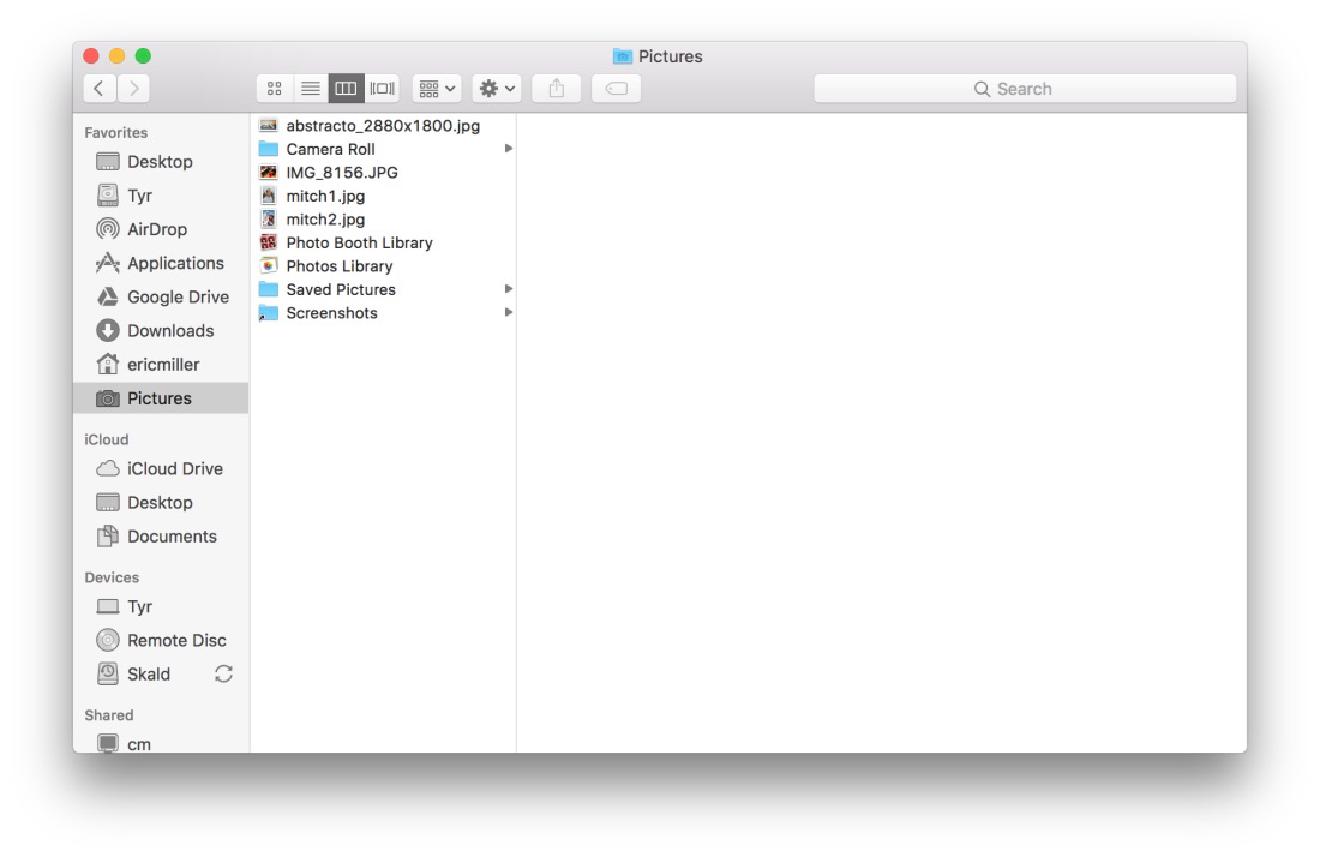 Pictures
Search
Favorites
Desktop
Tyr
AirDrop
Applications
Google Drive
Downloads
ericmiller
Pictures
iCloud
iCloud Drive
Desktop
Documents
Devices
Tyr
Remote Disc
Skald
Shared
cm
abstracto_2880x1800.jpg
Camera Roll
IMG_8156.JPG
mitch1.jpg
mitch2.jpg
Photo Booth Library
Photos Library
Saved Pictures
Screenshots